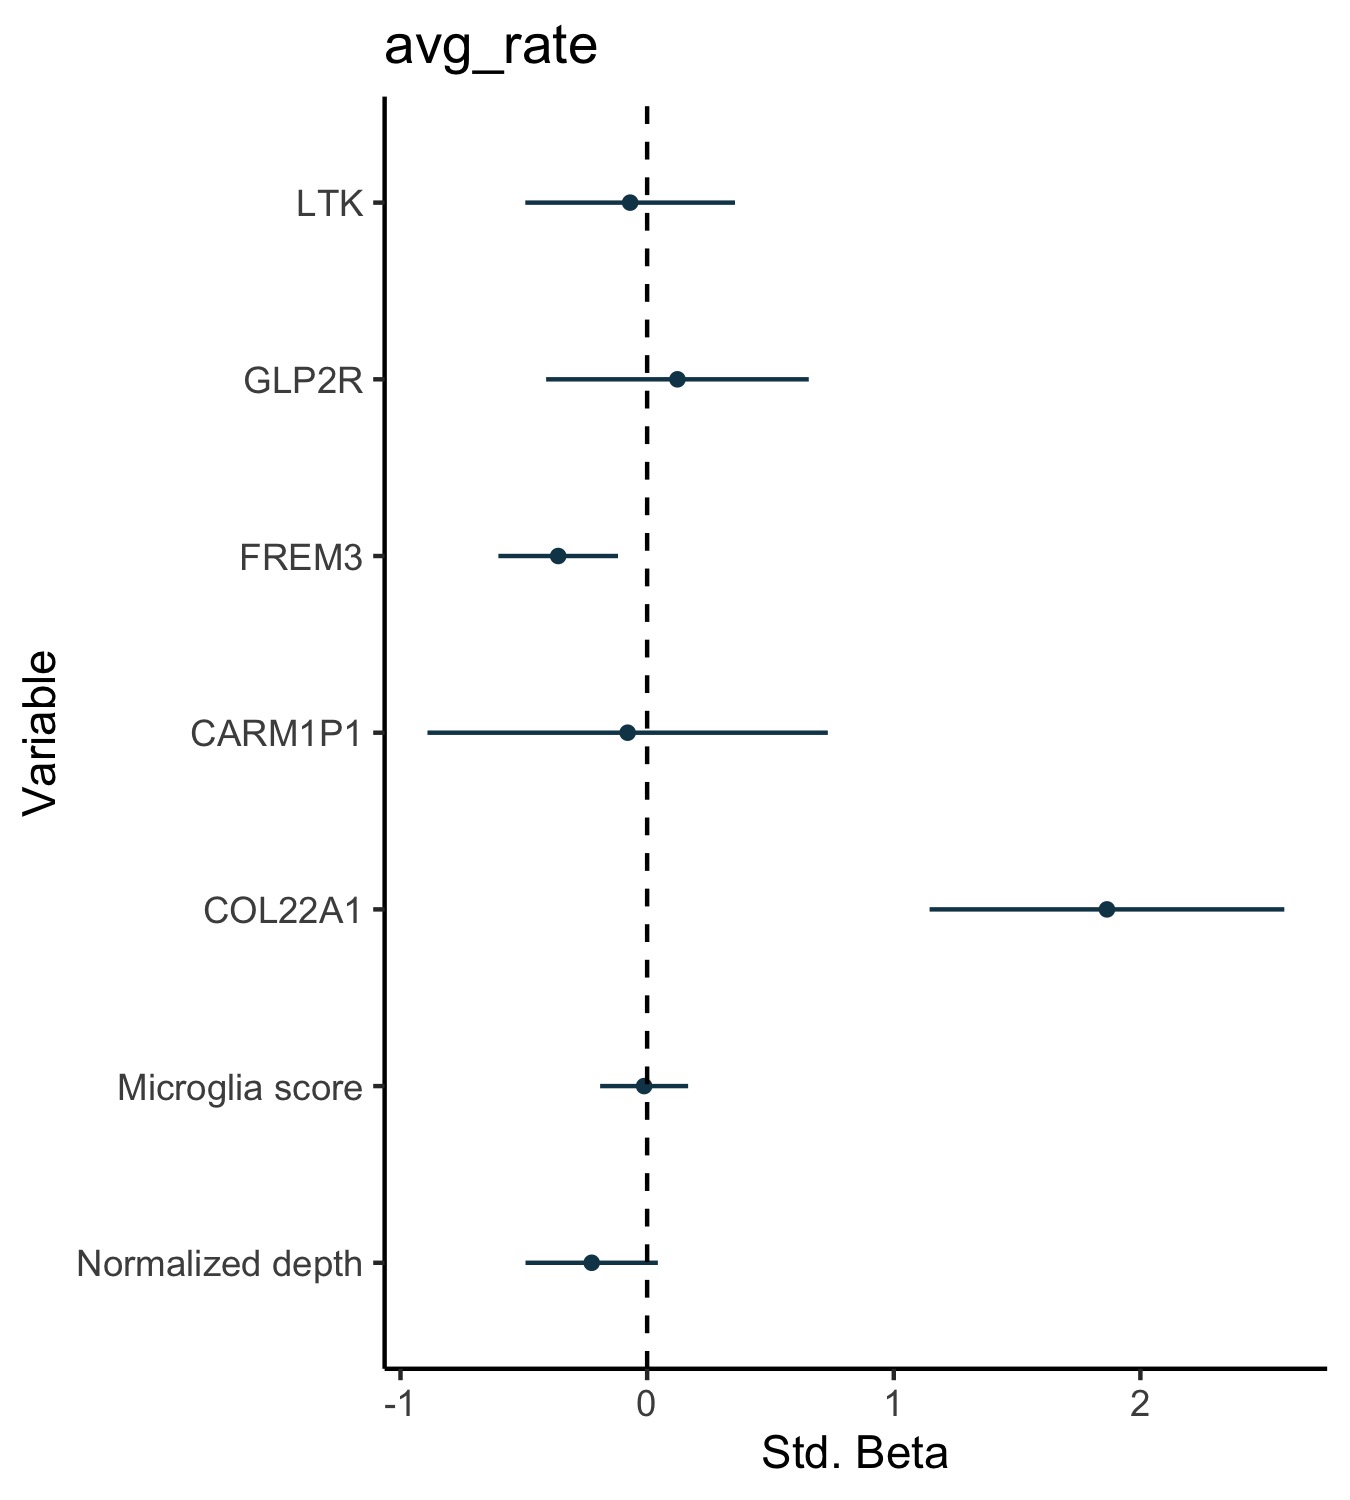 avg_rate
LTK
GLP2R
FREM3
CARM1P1
COL22A1
Microglia score
Normalized depth
Variable
-1 0 1 2
Std. Beta